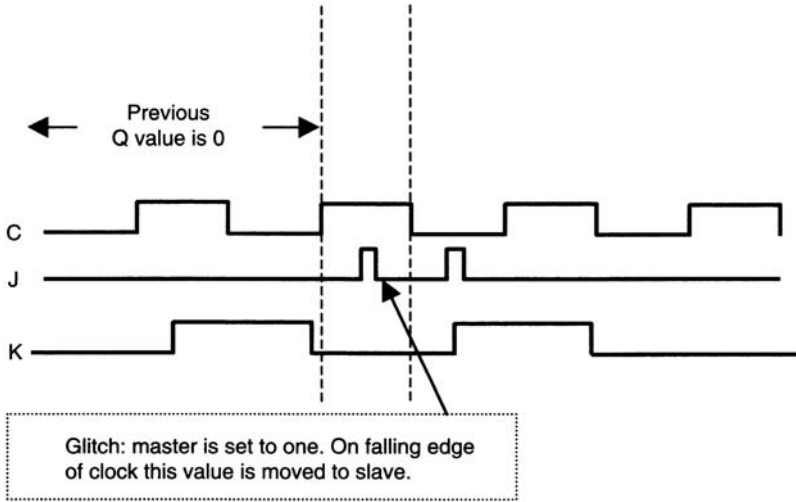 Previous
Q value is 0
C
J
K
Glitch: master is set to one. On falling edge
of clock this value is moved to slave.